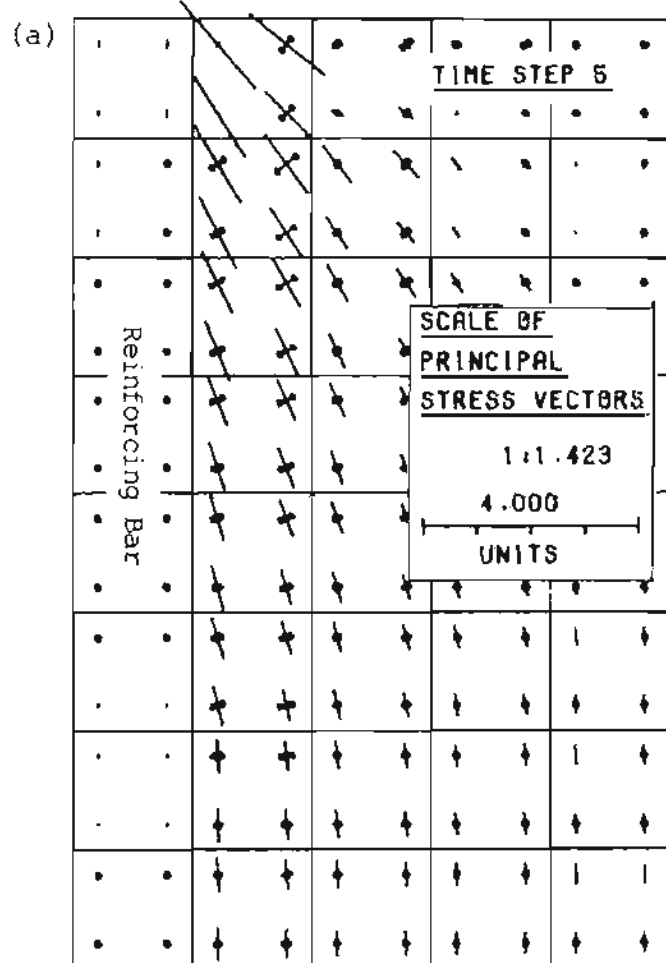 (a)
TIME STEP 5
SCALE OF
PRINCIPAL
STRESS VECTORS
1:1.423
4.000
UNITS
Reinforcing Bar